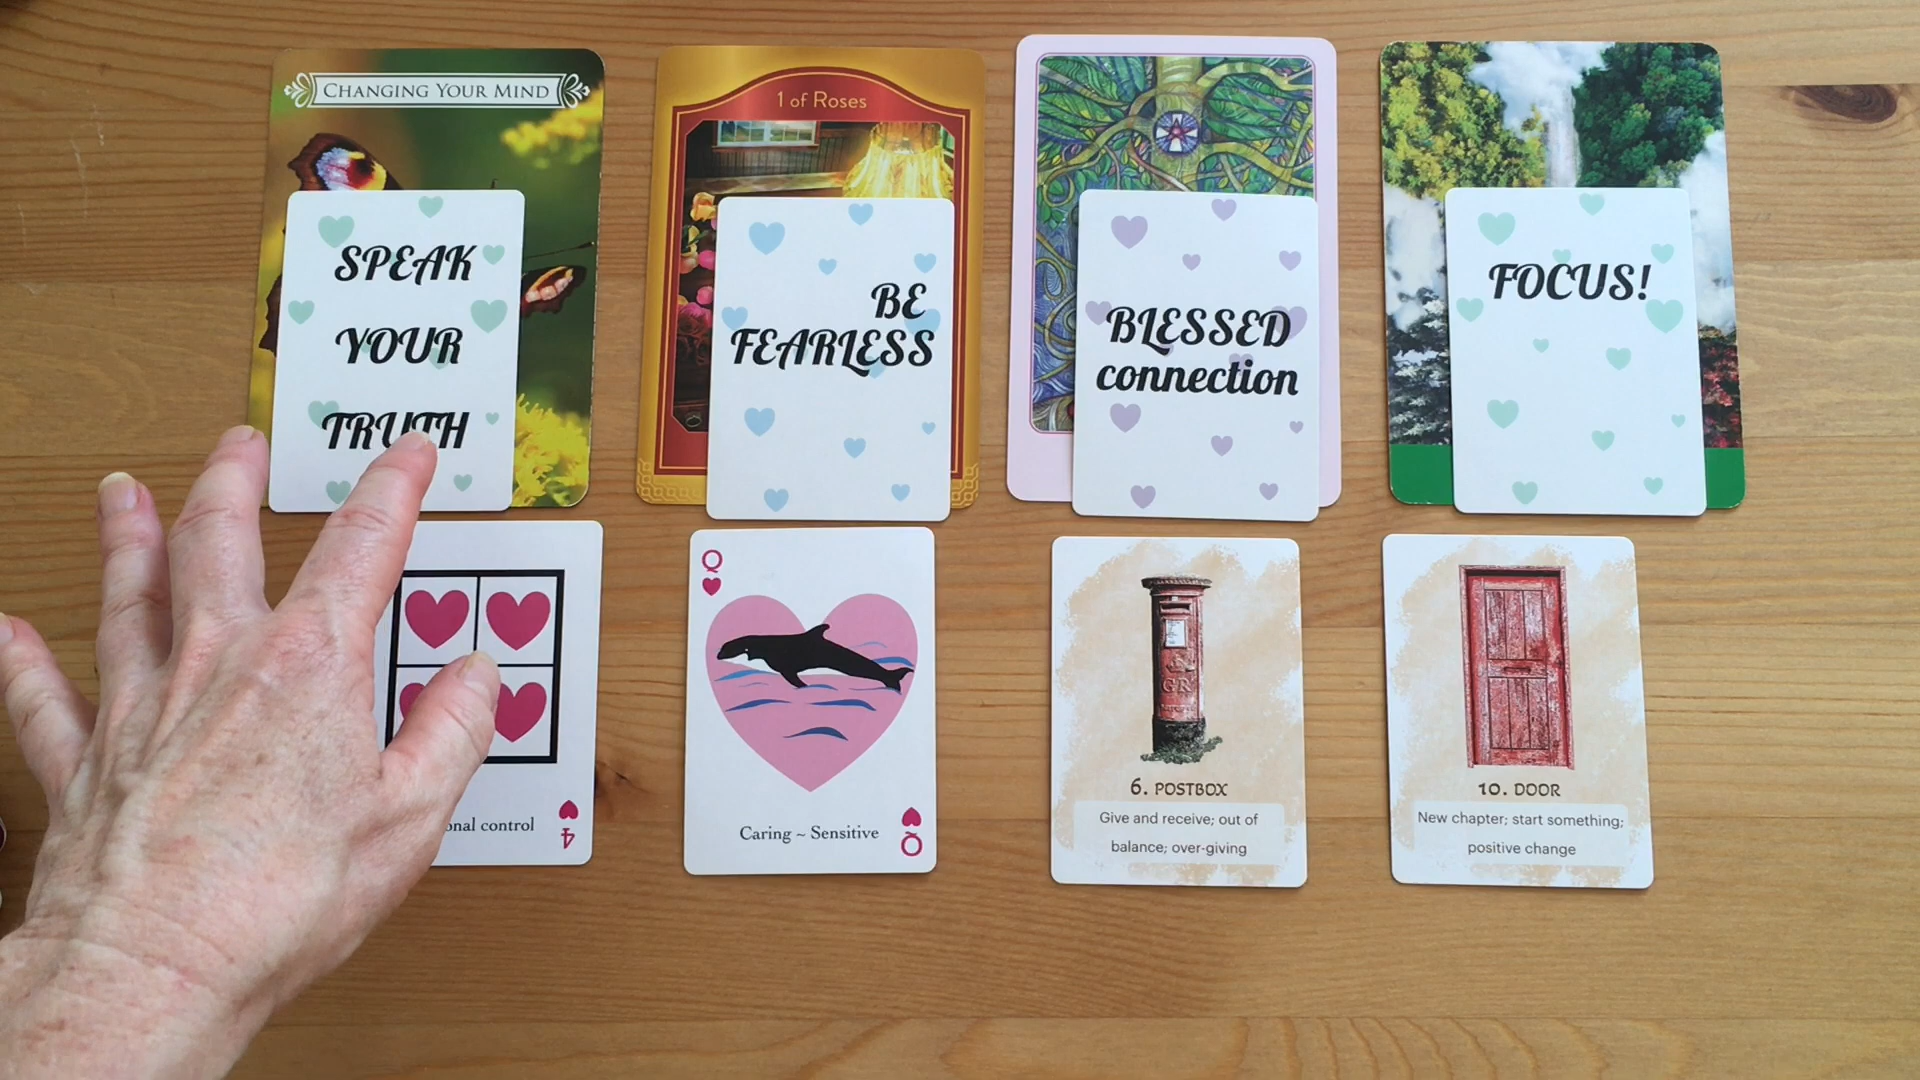 CHANGING YOUR MIND
SPEAK
YOUR
TRUTH
1 of Roses
BE
FEARLESS
BLESSED
connection
FOCUS!
control
4
Q
Caring ~ Sensitive
Q
GR
6. POSTBOX
Give and receive; out of
balance; over-giving
10. DOOR
New chapter; start something;
positive change